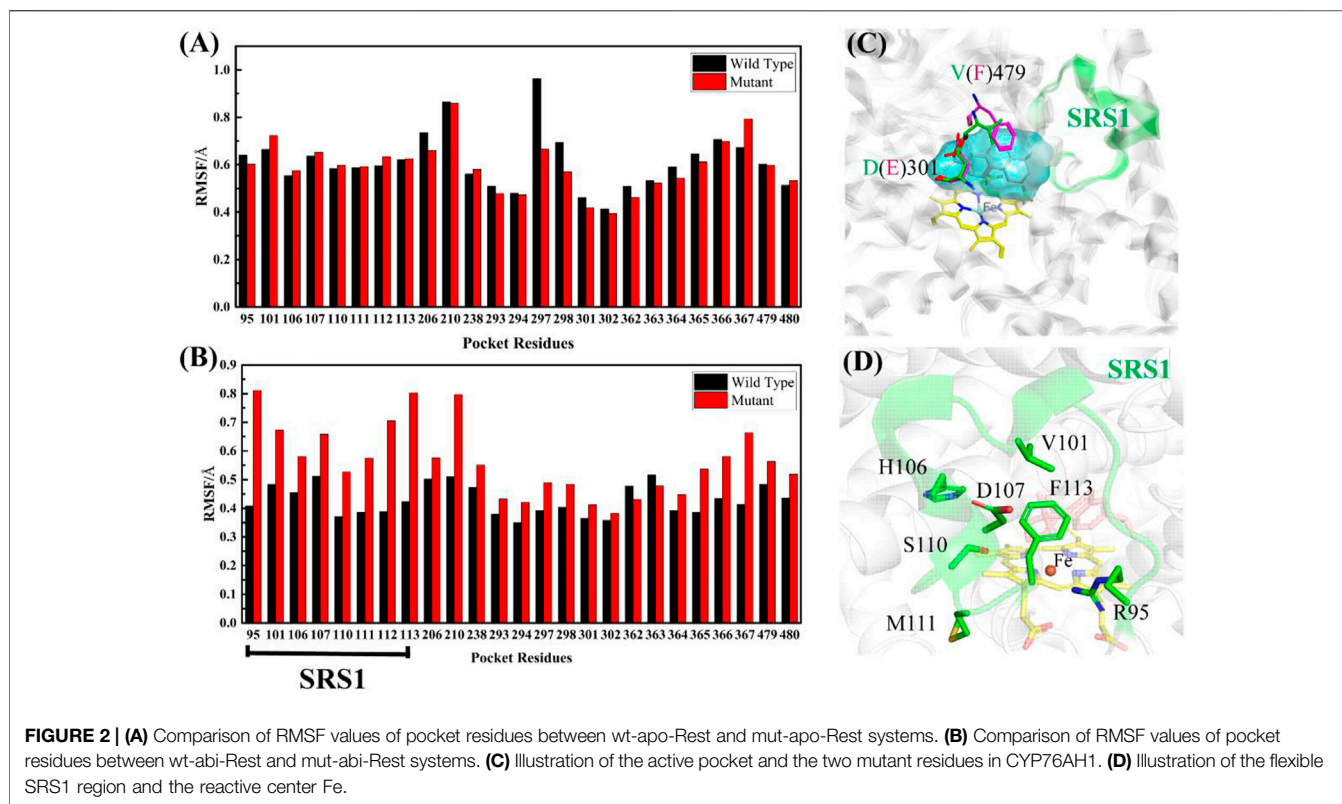 (A)
RMSF/Å
1.0
0.8
0.6
0.4
0.2
0.0
Wild Type
Mutant
95 101 106 107 110 111 112 113 206 210 238 293 294 297 298 301 302 362 363 364 365 366 367 479 480
Pocket Residues
(B)
RMSF/Å
0.9
0.8
0.7
0.6
0.5
0.4
0.3
0.2
0.1
0.0
Wild Type
Mutant
95 101 106 107 110 111 112 113 206 210 238 293 294 297 298 301 302 362 363 364 365 366 367 479 480
Pocket Residues
SRS1
(C)
V(F)479
SRS1
D(E)301
Fe
(D)
SRS1
V101
H106
D107
F113
S110
Fe
R95
M111
FIGURE 2 | (A) Comparison of RMSF values of pocket residues between wt-apo-Rest and mut-apo-Rest systems. (B) Comparison of RMSF values of pocket
residues between wt-abi-Rest and mut-abi-Rest systems. (C) Illustration of the active pocket and the two mutant residues in CYP76AH1. (D) Illustration of the flexible
SRS1 region and the reactive center Fe.